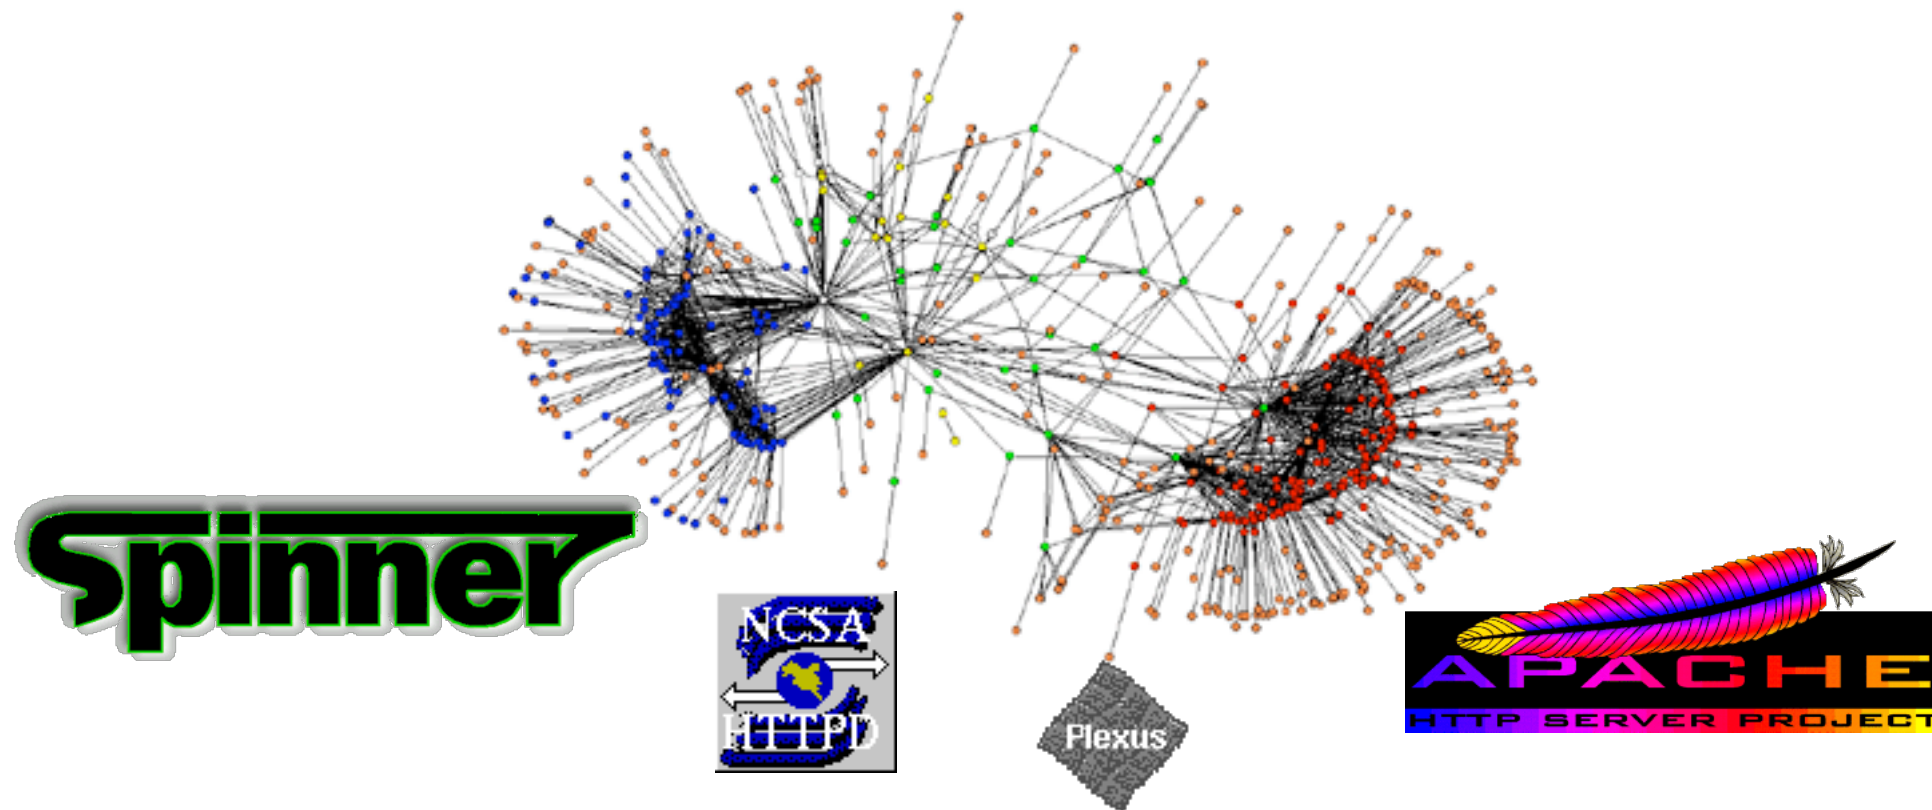 Spinner
NCSA
HTTPD
Plexus
APACHE
HTTP SERVER PROJECT